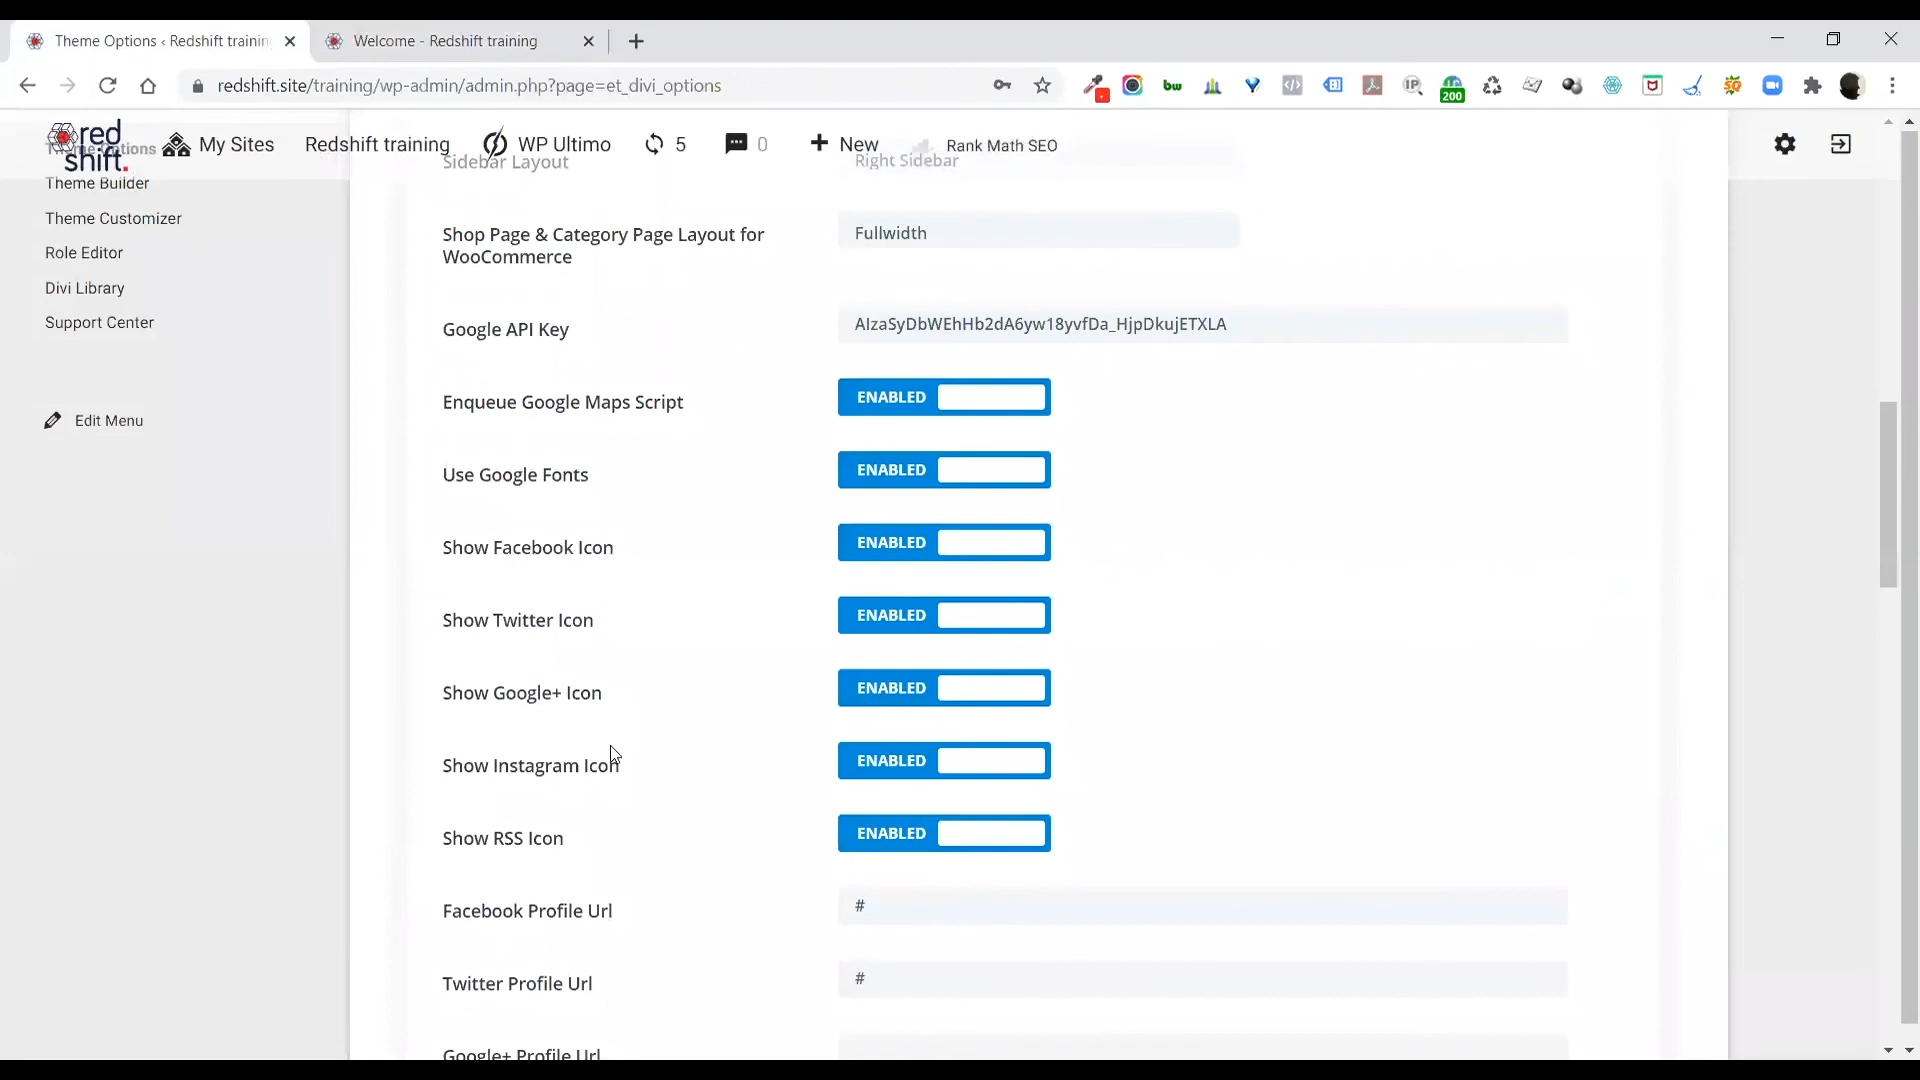 Theme Options ‹ Redshift trainin
Welcome - Redshift training
redshift.site/training/wp-admin/admin.php?page=et_divi_options
bw
IP
200
red
shift.
My Sites
Redshift training
WP Ultimo
5
0
New
Rank Math SEO
Theme Options
Theme Builder
Theme Customizer
Role Editor
Divi Library
Support Center
Edit Menu
Sidebar Layout
Right Sidebar
Shop Page & Category Page Layout for
WooCommerce
Fullwidth
Google API Key
AIzaSyDbWEhHb2dA6yw18yvfDa_HjpDkujETXLA
Enqueue Google Maps Script
ENABLED
Use Google Fonts
ENABLED
Show Facebook Icon
ENABLED
Show Twitter Icon
ENABLED
Show Google+ Icon
ENABLED
Show Instagram Icon
ENABLED
Show RSS Icon
ENABLED
Facebook Profile Url
#
Twitter Profile Url
#
Google+ Profile Url